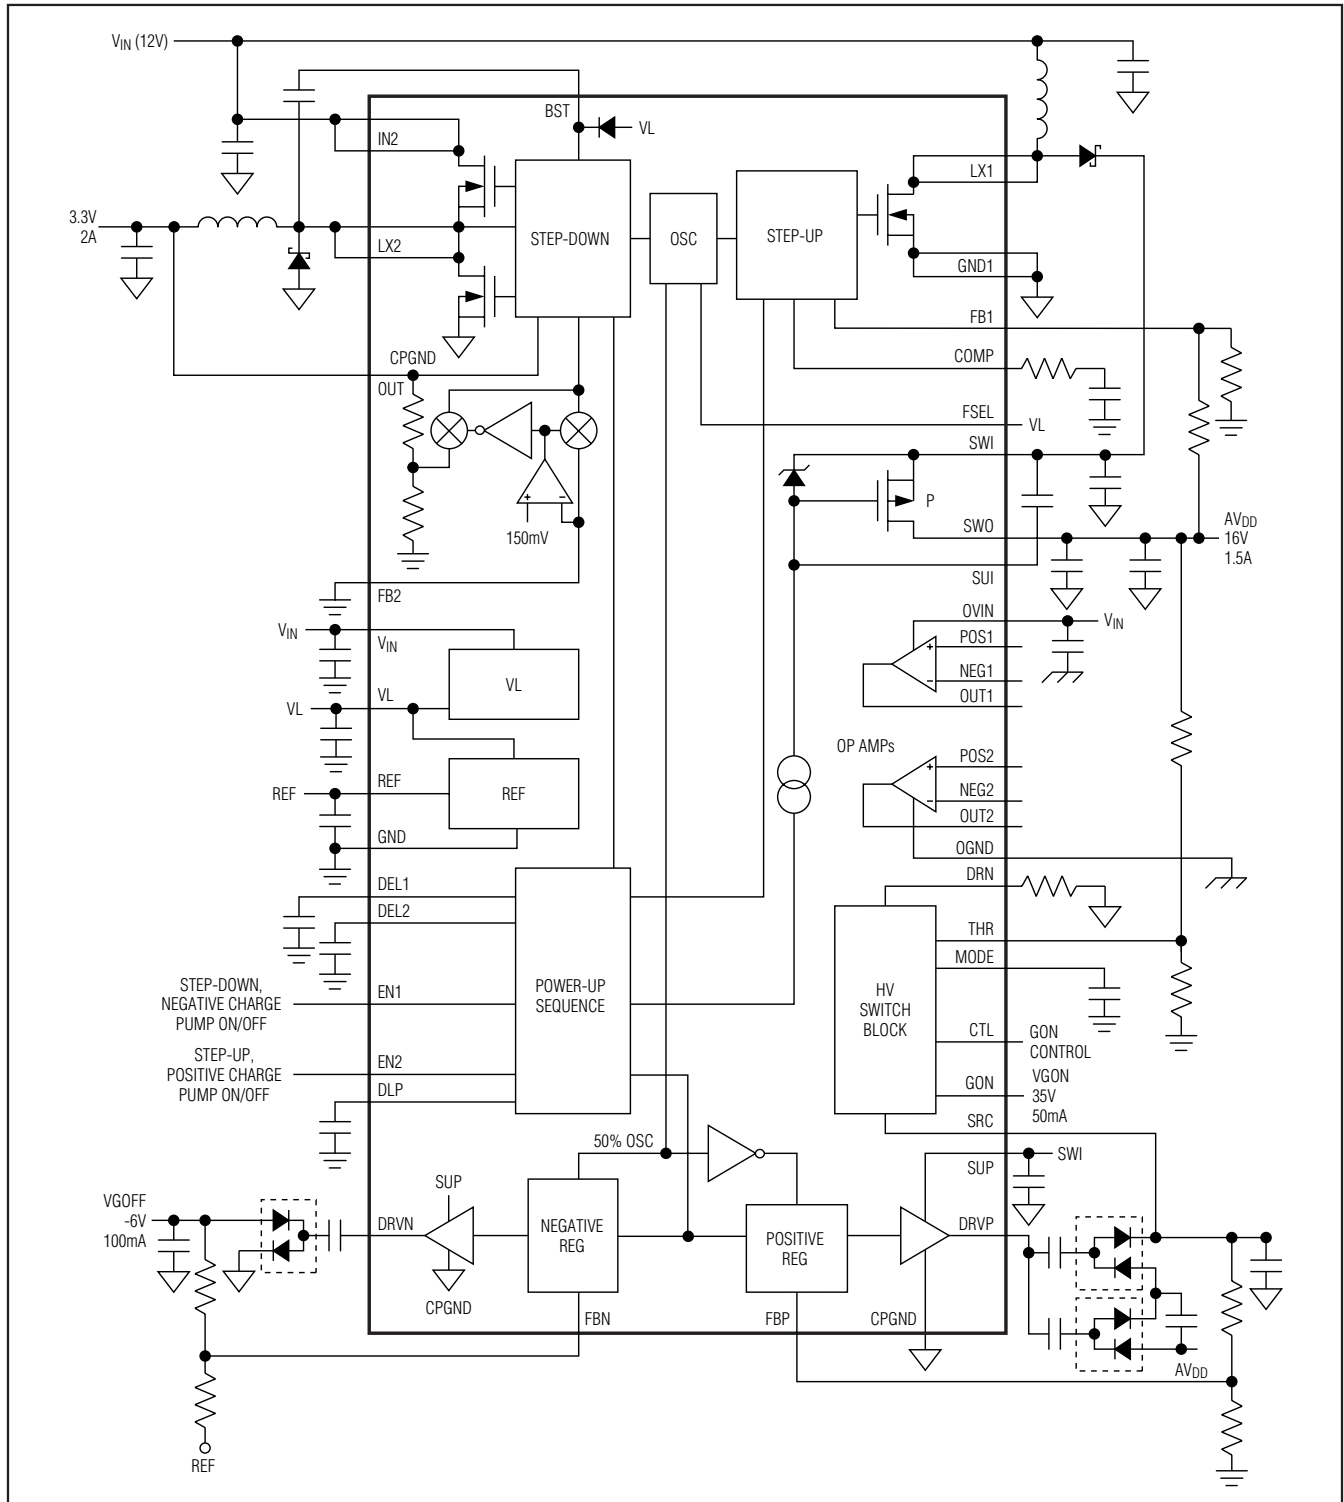 VIN (12V)
BST
VL
IN2
LX1
3.3V
2A
LX2
STEP-DOWN
OSC
STEP-UP
GND1
FB1
CPGND
OUT
COMP
FSEL
VL
SWI
P
+
−
150mV
SWO
AVDD
16V
1.5A
SUI
FB2
OVIN
VIN
VIN
VIN
POS1
+
NEG1
−
OUT1
VL
VL
VL
OP AMPs
POS2
+
REF
REF
REF
NEG2
−
OUT2
GND
OGND
DRN
DEL1
DEL2
THR
MODE
STEP-DOWN,
NEGATIVE CHARGE
PUMP ON/OFF
EN1
POWER-UP
SEQUENCE
HV
SWITCH
BLOCK
CTL
GON
CONTROL
STEP-UP,
POSITIVE CHARGE
PUMP ON/OFF
EN2
DLP
GON
VGON
35V
50mA
SRC
50% OSC
SUP
SWI
SUP
VGOFF
-6V
100mA
DRVN
NEGATIVE
REG
POSITIVE
REG
DRVP
CPGND
FBN
FBP
CPGND
AVDD
REF